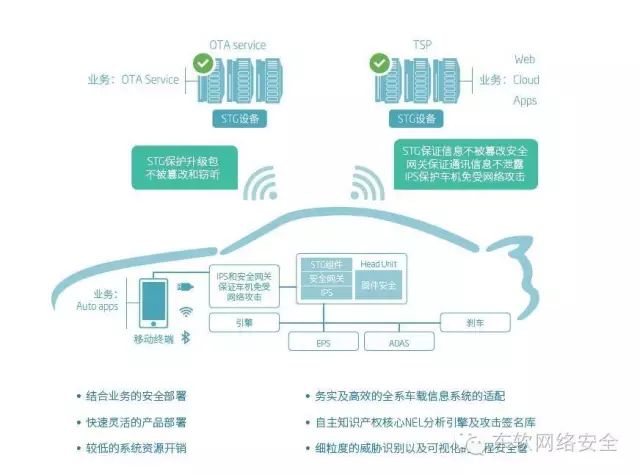 OTA service
TSP
业务：OTA Service
业务：
Web
Cloud
Apps
STG设备
STG设备
STG保护升级包
不被篡改和窃听
STG保证信息不被篡改安全
网关保证通讯信息不泄露
IPS保护车机免受网络攻击
业务：
Auto apps
移动终端
IPS和安全网关
保证车机免受
网络攻击
STG组件
安全网关
IPS
Head Unit
固件安全
引擎
刹车
EPS
ADAS
• 结合业务的安全部署
• 快速灵活的产品部署
• 较低的系统资源开销
• 务实及高效的全系车载信息系统的适配
• 自主知识产权核心NEL分析引擎及攻击签名库
• 细粒度的威胁识别以及可视化的
程安全管
东软网络安全